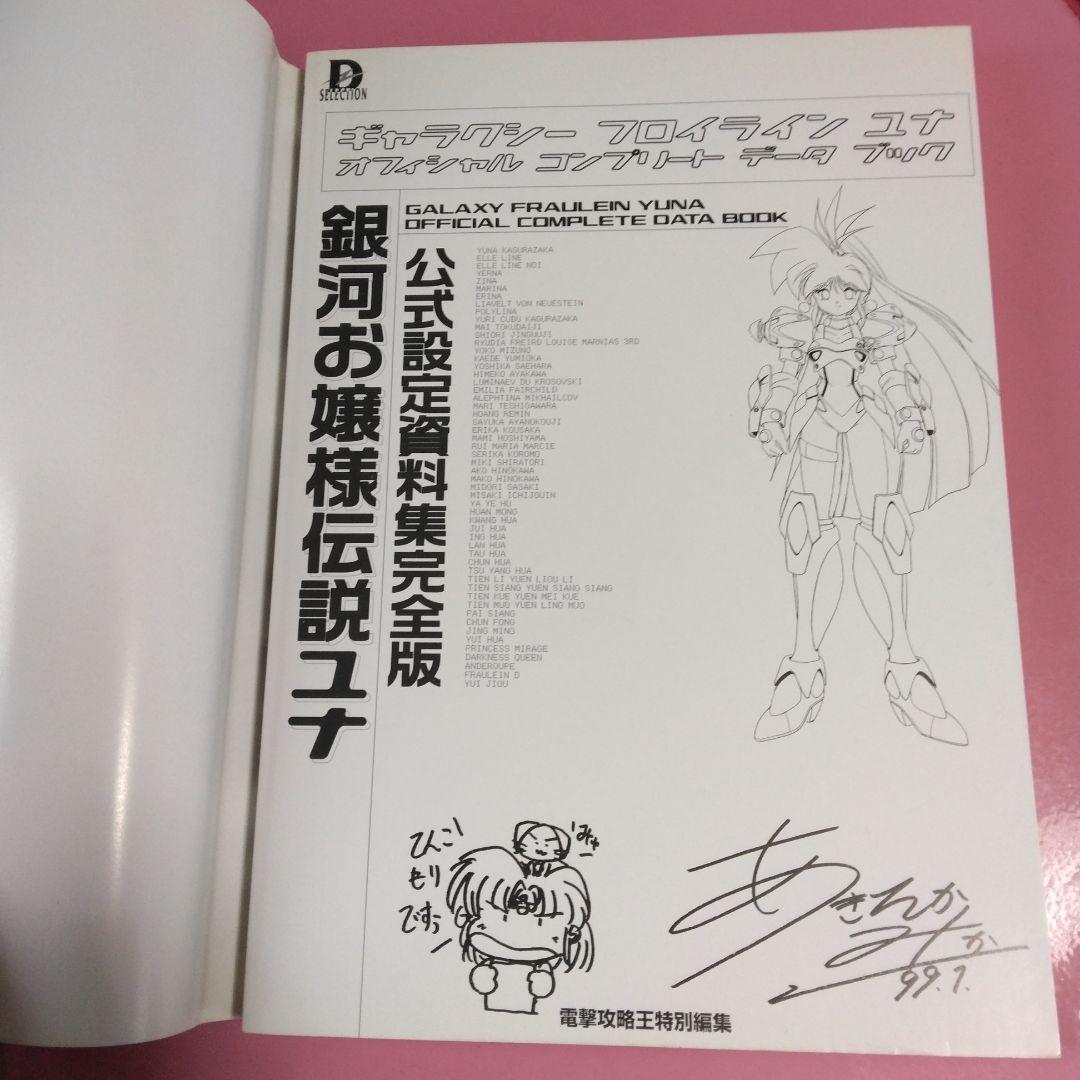 D
SELECTION
ギャラクシー フロイライン ユナ
オフィシャル コンプリート データ ブック
銀河お嬢様伝説ユナ
GALAXY FRAULEIN YUNA
OFFICIAL COMPLETE DATA BOOK
公式設定資料集完全版
YUNA KAGURAZAKA
ELLE LINE
ELLE LINE NOI
YERNA
ZINA
MARINA
ERINA
LIAVELT VON NEUESTEIN
POLYLINA
YURI CUBU KAGURAZAKA
MAI TOKUDAIJI
SHIORI JINGUUJI
RYUDIA FREIRD LOUIGE MARNIAS 3RD
YOKO MIZUNO
KAEDE YUMIOKA
YOSHIKA SAEHARA
HIMEKO AYAKAWA
LUMINAEV DU KROSOVSKI
EMILIA FAIRCHILD
ALEPHTINA MIKHAILCOV
MARI TESHIGAWARA
HOANG REMIN
SAYUKA AYANOKOUJI
ERIKA KOUSAKA
MAMI HOSHIYAMA
RUI MARIA MARCIE
SERIKA KOROMO
MIKI SHIRATORI
AKO HINOKAWA
MAKO HINOKAWA
MIDORI SASAKI
MISAKI ICHIJOUIN
YA YE HU
HUAN MONG
KWANG HUA
JUI HUA
ING HUA
LAN HUA
TAU HUA
CHUN HUA
TSU YANG HUA
TIEN LI YUEN LIOU LI
TIEN SIANG YUEN SIANG SIANG
TIEN KUE YUEN MEI KUE
TIEN MUO YUEN LING MUO
PAI SIANG
CHUN FONG
JING MING
YUI HUA
PRINCESS MIRAGE
DARKNESS QUEEN
ANDEROUPE
FRAULEIN D
YUI JIOU
てんこ
もり
ですぅ
みゅー
あきたか
みか
99.7.
電撃攻略王特別編集